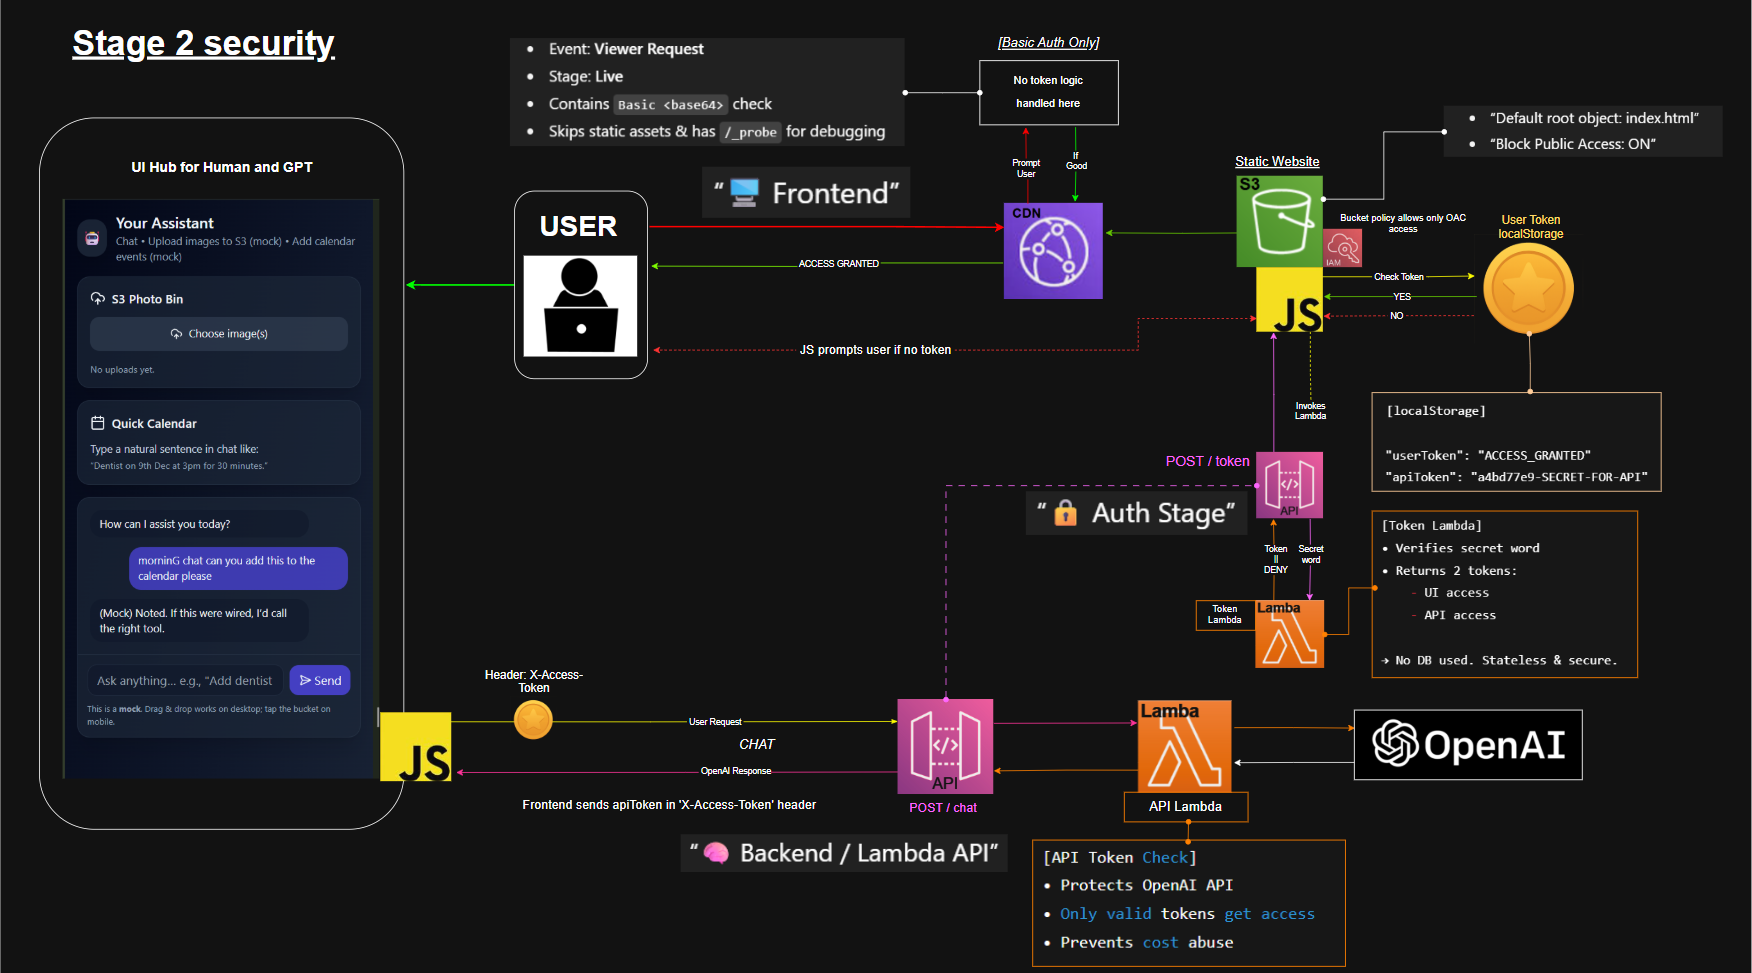 Stage 2 security
• Event: Viewer Request
• Stage: Live
• Contains Basic <base64> check
• Skips static assets & has /_probe for debugging
[Basic Auth Only]
No token logic
handled here
Prompt
User
If
Good
"🖥️ Frontend"
Static Website
• “Default root object: index.html”
• “Block Public Access: ON”
S3
Bucket policy allows only OAC
access
IAM
User Token
localStorage
UI Hub for Human and GPT
Your Assistant
Chat • Upload images to S3 (mock) • Add calendar
events (mock)
S3 Photo Bin
Choose image(s)
No uploads yet.
Quick Calendar
Type a natural sentence in chat like:
"Dentist on 9th Dec at 3pm for 30 minutes."
How can I assist you today?
morninG chat can you add this to the
calendar please
(Mock) Noted. If this were wired, I'd call
the right tool.
Ask anything... e.g., "Add dentist
Send
This is a mock. Drag & drop works on desktop; tap the bucket on
mobile.
JS
USER
CDN
ACCESS GRANTED
JS
Check Token
YES
NO
JS prompts user if no token
Invokes
Lambda
[localStorage]
"userToken": "ACCESS_GRANTED"
"apiToken": "a4bd77e9-SECRET-FOR-API"
POST / token
API
“🔒 Auth Stage”
Token
||
DENY
Secret
word
Token
Lambda
Lamba
[Token Lambda]
• Verifies secret word
• Returns 2 tokens:
- UI access
- API access
→ No DB used. Stateless & secure.
Header: X-Access-
Token
User Request
CHAT
OpenAI Response
Frontend sends apiToken in 'X-Access-Token' header
API
POST / chat
Lamba
API Lambda
OpenAI
“🧠 Backend / Lambda API”
[API Token Check]
• Protects OpenAI API
• Only valid tokens get access
• Prevents cost abuse